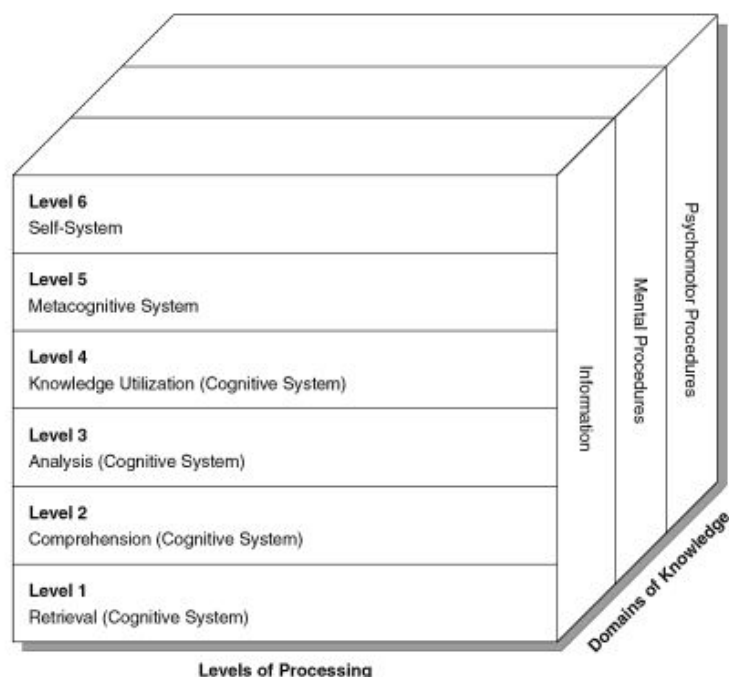 Level 6
Self-System
Level 5
Metacognitive System
Level 4
Knowledge Utilization (Cognitive System)
Level 3
Analysis (Cognitive System)
Level 2
Comprehension (Cognitive System)
Level 1
Retrieval (Cognitive System)
Information
Mental Procedures
Psychomotor Procedures
Levels of Processing
Domains of Knowledge